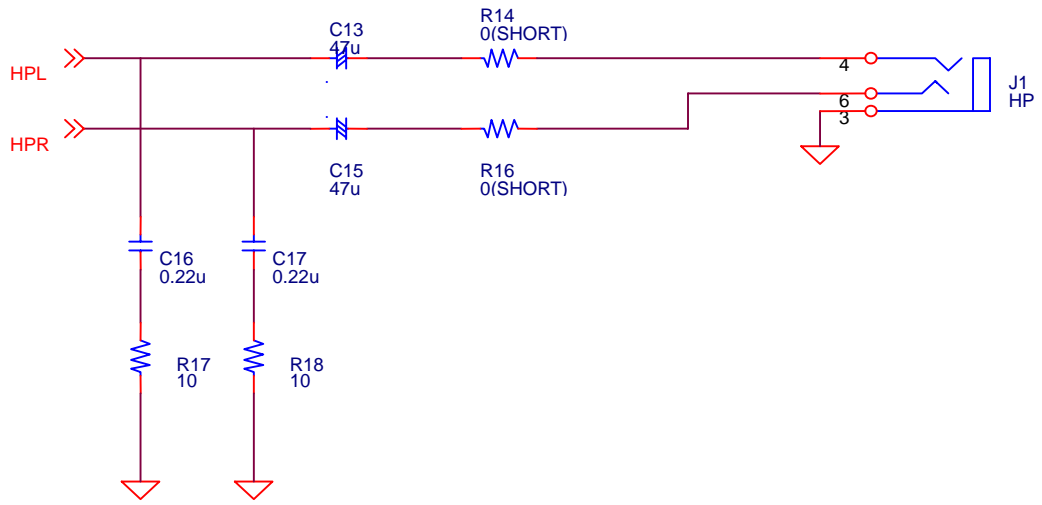 R14
0(SHORT)
C13
47u
HPL
4
J1
HP
6
3
HPR
C15
47u
R16
0(SHORT)
C16
0.22u
C17
0.22u
R17
10
R18
10